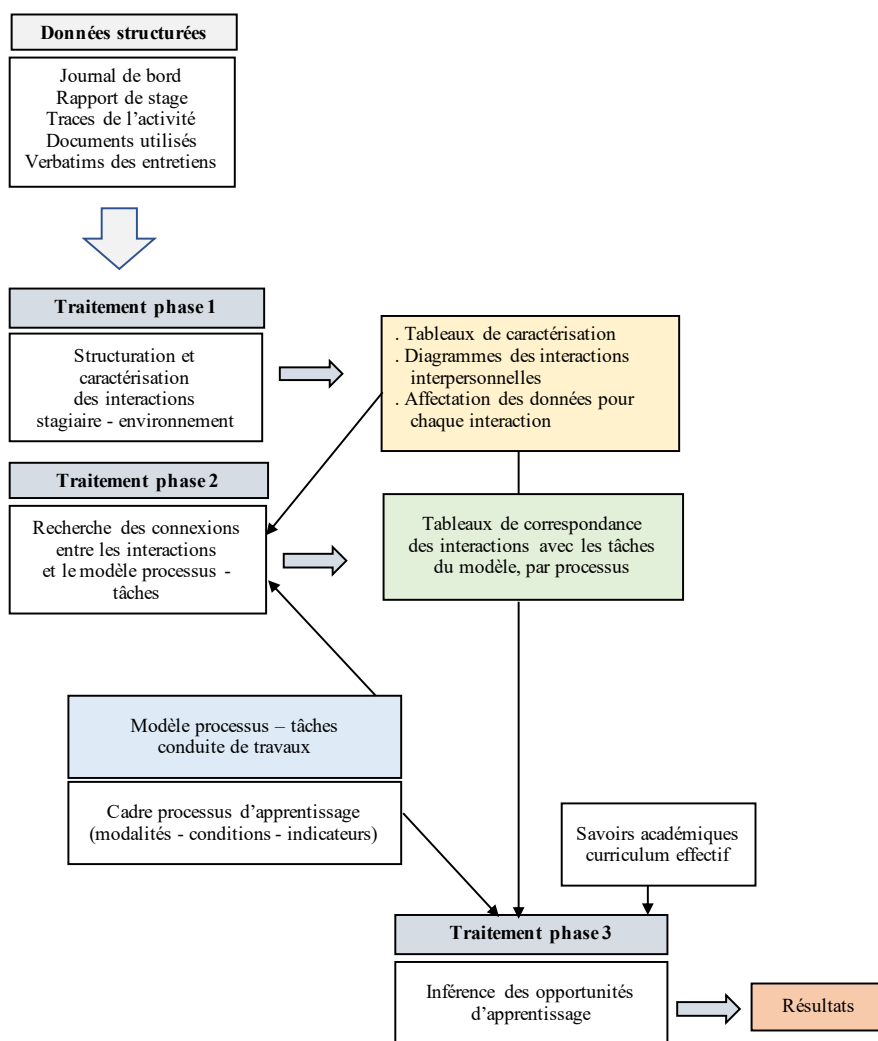 Données structurées
Journal de bord
Rapport de stage
Traces de l'activité
Documents utilisés
Verbatims des entretiens
Traitement phase 1
Structuration et
caractérisation
des interactions
stagiaire - environnement
. Tableaux de caractérisation
. Diagrammes des interactions
interpersonnelles
. Affectation des données pour
chaque interaction
Traitement phase 2
Recherche des connexions
entre les interactions
et le modèle processus -
tâches
Tableaux de correspondance
des interactions avec les tâches
du modèle, par processus
Modèle processus – tâches
conduite de travaux
Cadre processus d'apprentissage
(modalités - conditions - indicateurs)
Savoirs académiques
curriculum effectif
Traitement phase 3
Inférence des opportunités
d'apprentissage
Résultats